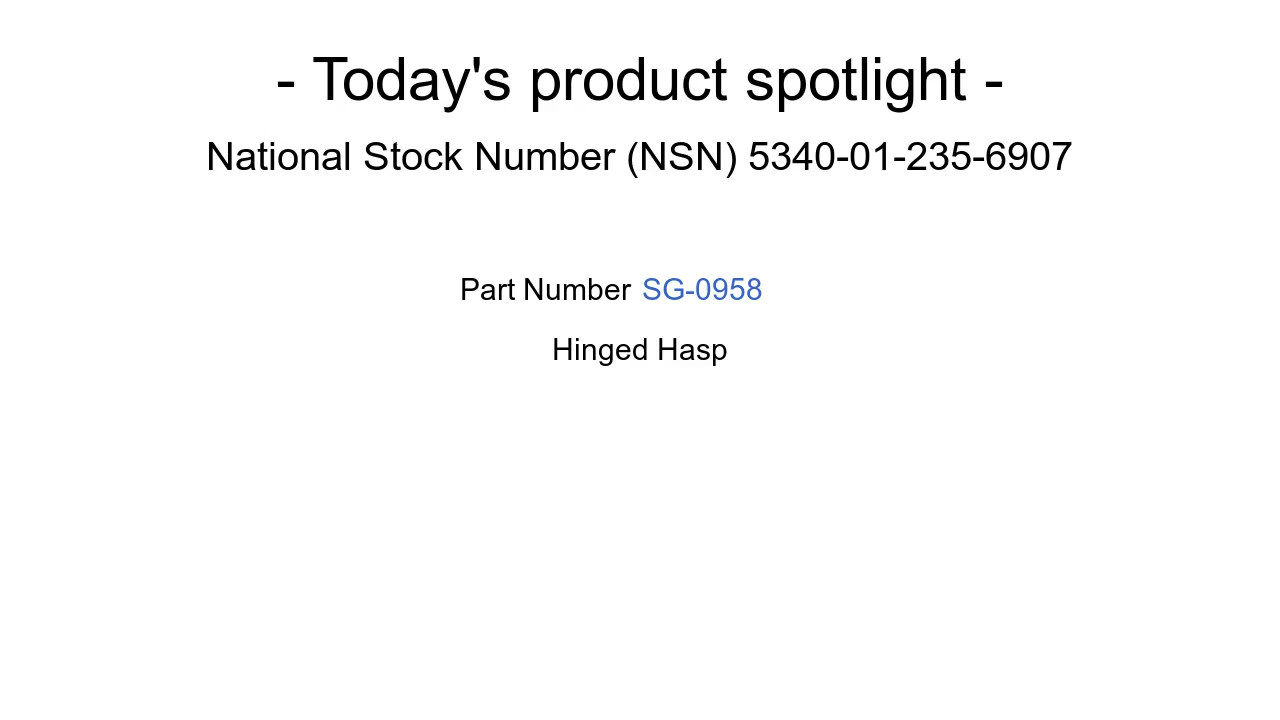 - Today's product spotlight -
National Stock Number (NSN) 5340-01-235-6907
Part Number SG-0958
Hinged Hasp